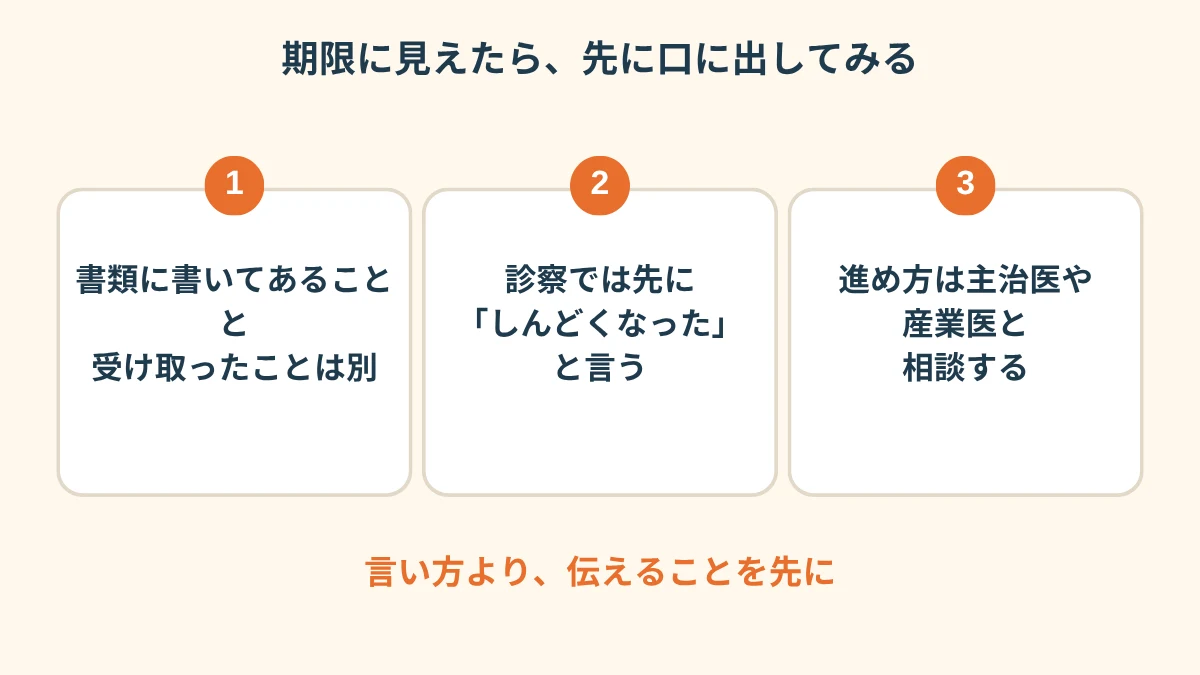 期限に見えたら、先に口に出してみる
1
書類に書いてあること
と
受け取ったことは別
2
診察では先に
「しんどくなった」
と言う
3
進め方は主治医や
産業医と
相談する
言い方より、伝えることを先に